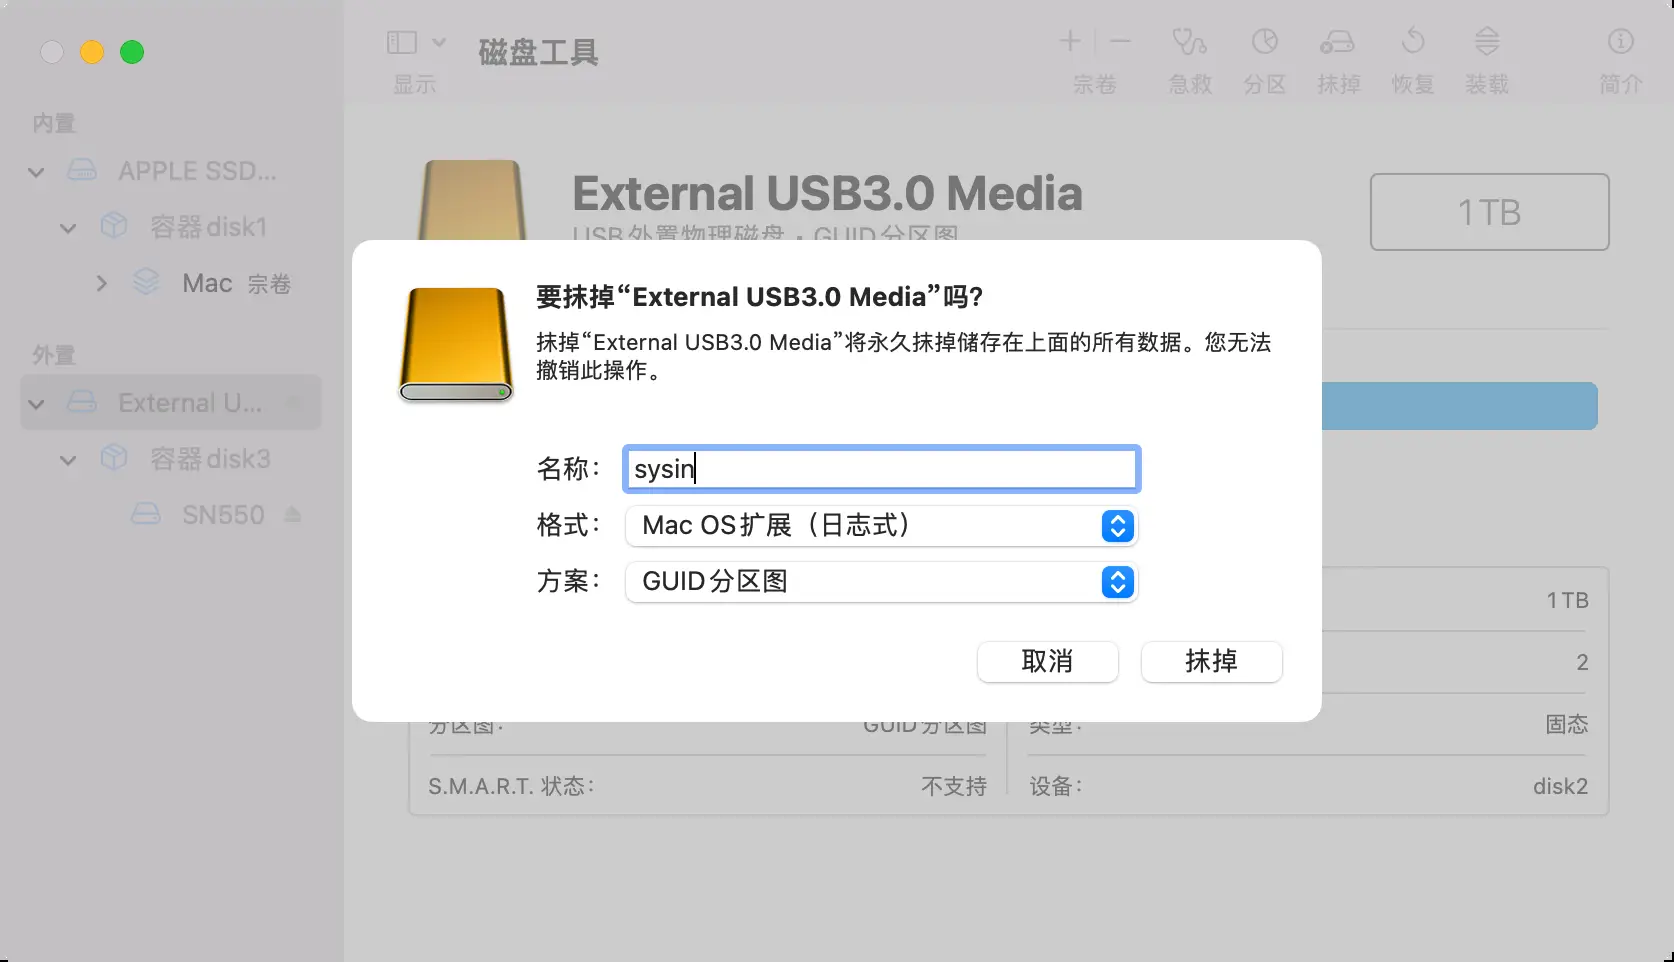 磁盘工具
显示
宗卷
急救
分区
抹掉
恢复
装载
简介
内置
APPLE SSD...
容器disk1
Mac 宗卷
外置
External U...
容器disk3
SN550
External USB3.0 Media
USB外置物理磁盘 · GUID分区图
1TB
要抹掉“External USB3.0 Media”吗?
抹掉“External USB3.0 Media”将永久抹掉储存在上面的所有数据。您无法
撤销此操作。
名称： sysin
格式： Mac OS扩展（日志式）
方案： GUID分区图
取消
抹掉
1TB
2
分区图： GUID分区图
类型： 固态
S.M.A.R.T. 状态： 不支持
设备： disk2